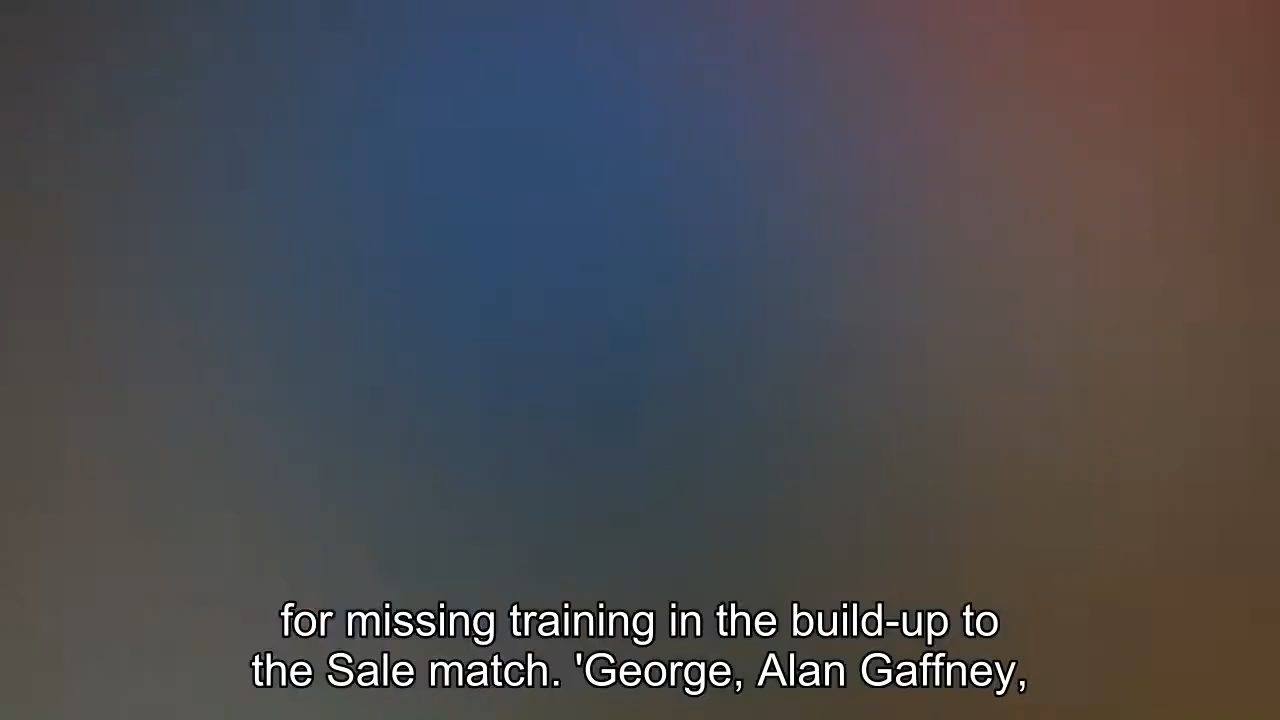 for missing training in the build-up to
the Sale match. 'George, Alan Gaffney,